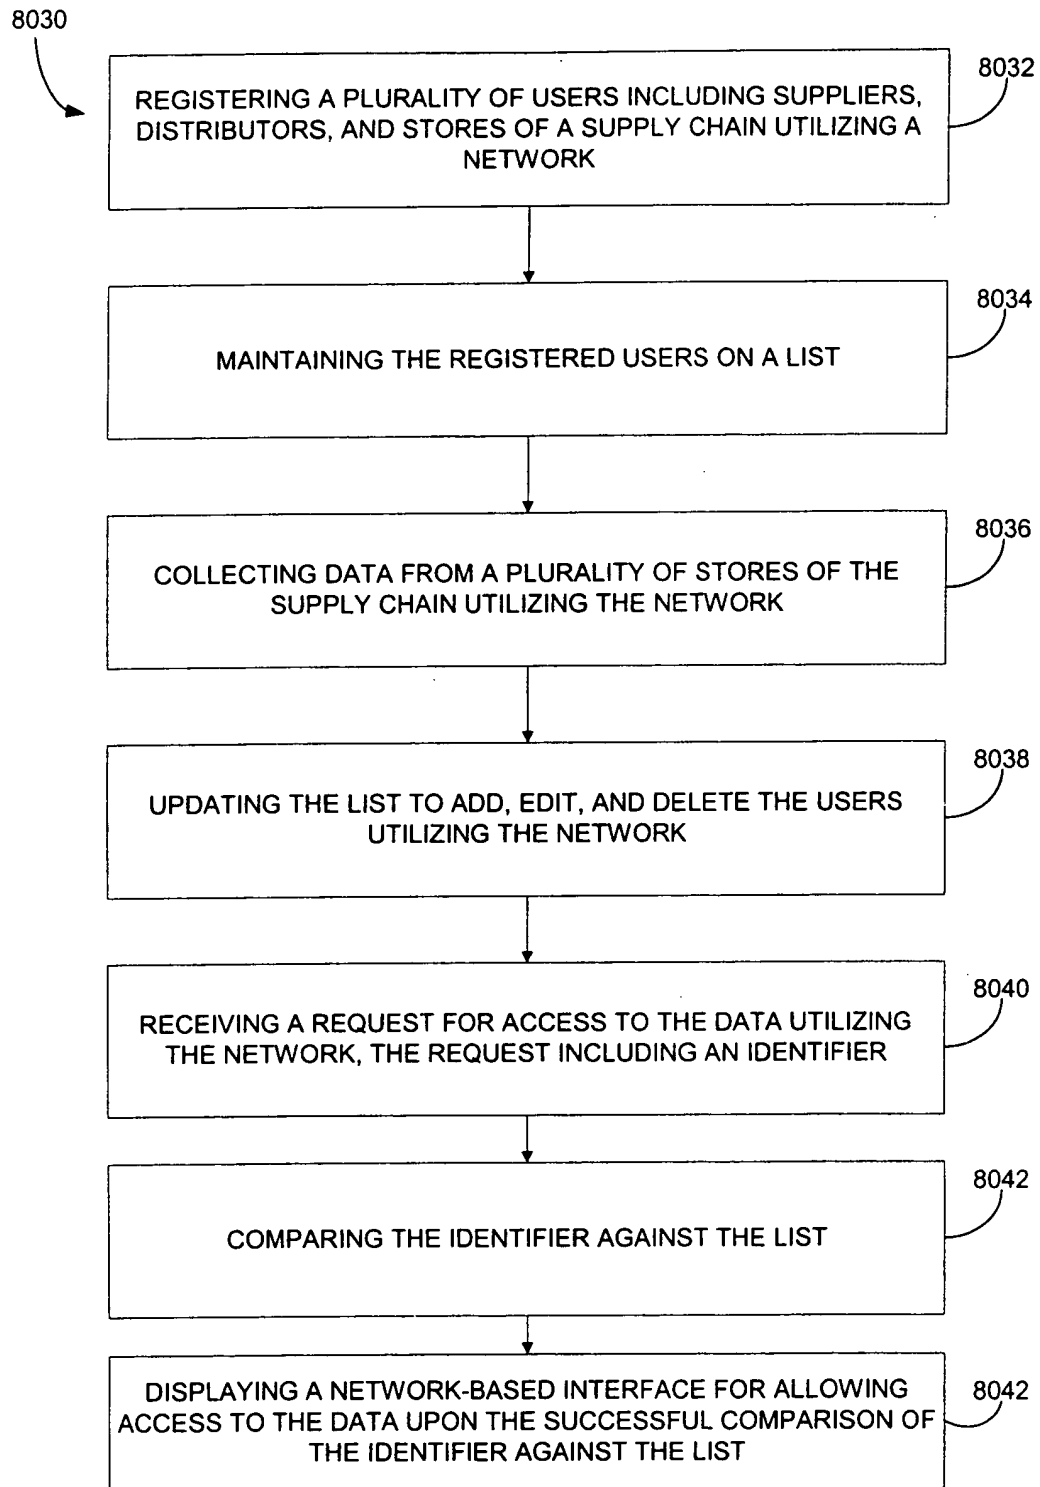 8030
8032
REGISTERING A PLURALITY OF USERS INCLUDING SUPPLIERS,
DISTRIBUTORS, AND STORES OF A SUPPLY CHAIN UTILIZING A
NETWORK
8034
MAINTAINING THE REGISTERED USERS ON A LIST
8036
COLLECTING DATA FROM A PLURALITY OF STORES OF THE
SUPPLY CHAIN UTILIZING THE NETWORK
8038
UPDATING THE LIST TO ADD, EDIT, AND DELETE THE USERS
UTILIZING THE NETWORK
8040
RECEIVING A REQUEST FOR ACCESS TO THE DATA UTILIZING
THE NETWORK, THE REQUEST INCLUDING AN IDENTIFIER
8042
COMPARING THE IDENTIFIER AGAINST THE LIST
8042
DISPLAYING A NETWORK-BASED INTERFACE FOR ALLOWING
ACCESS TO THE DATA UPON THE SUCCESSFUL COMPARISON OF
THE IDENTIFIER AGAINST THE LIST